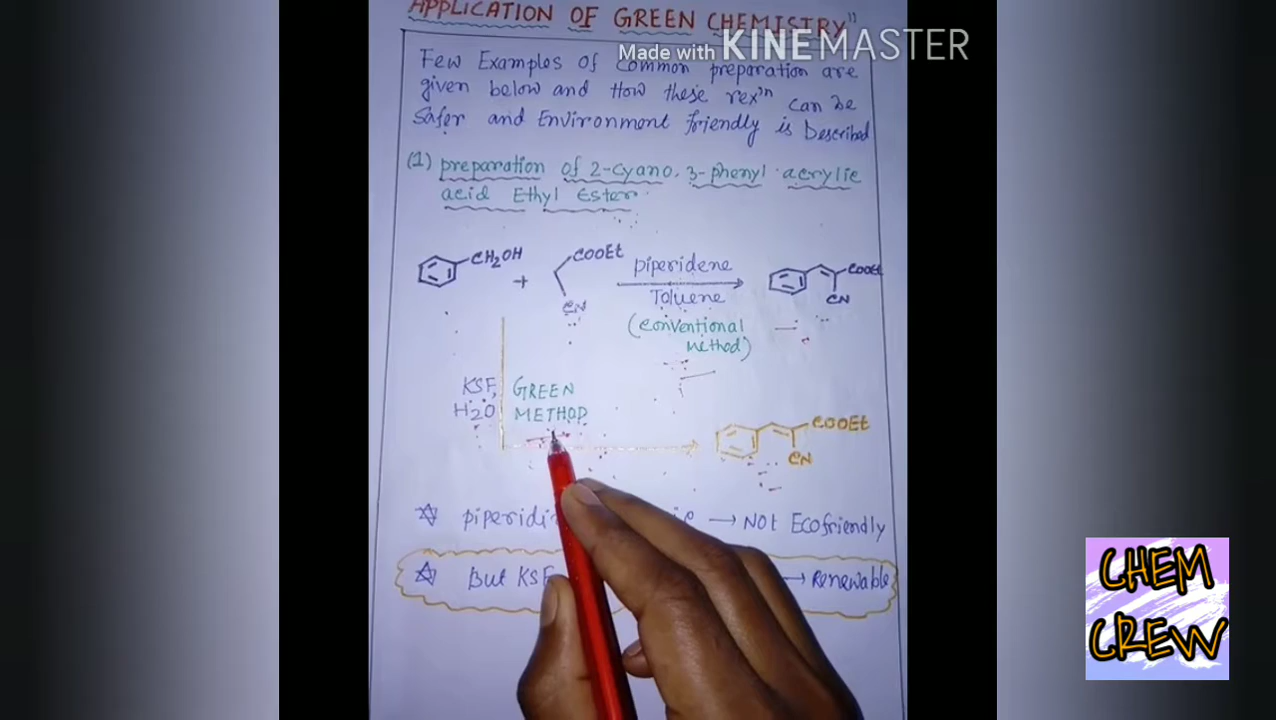 APPLICATION OF GREEN CHEMISTRY"
Made with KINEMASTER
Few Examples of common preparation are
given below and How these rexⁿ can be
Safer and Environment friendly is Described
(1) preparation of 2-cyano. 3-phenyl acrylic
acid Ethyl Ester
CH₂OH
+
COOEt
CN
piperidene
Toluene
(conventional
Method)
COOEt
CN
KSF,
H₂O
GREEN
METHOD
COOEt
CN
→ NOT Ecofriendly
But KSF → Renewable
CHEM
CREW